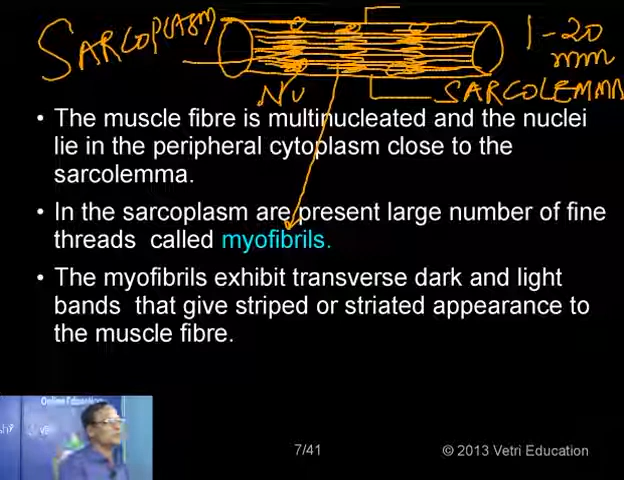 SARCOPLASM
1-20
mm
NU
SARCOLEMMA
• The muscle fibre is multinucleated and the nuclei
lie in the peripheral cytoplasm close to the
sarcolemma.
• In the sarcoplasm are present large number of fine
threads called myofibrils.
• The myofibrils exhibit transverse dark and light
bands that give striped or striated appearance to
the muscle fibre.
Online Education
7/41
© 2013 Vetri Education